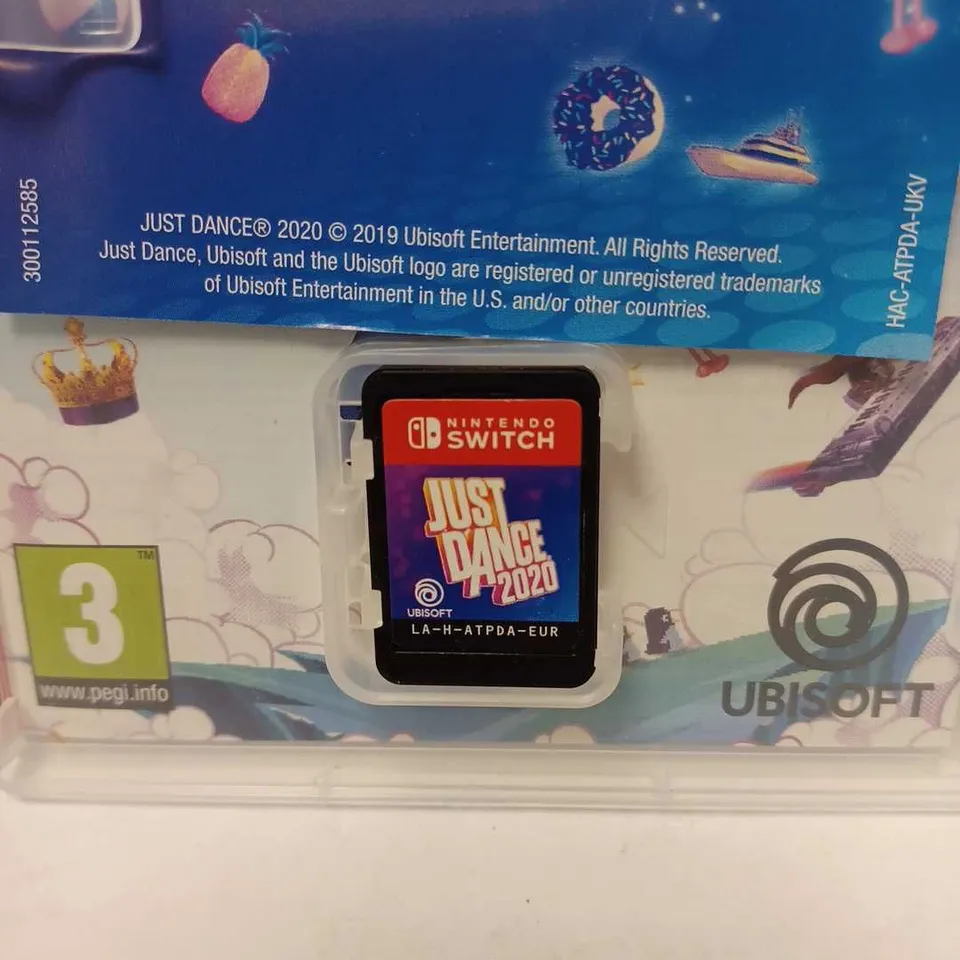 300112585
JUST DANCE® 2020 © 2019 Ubisoft Entertainment. All Rights Reserved.
Just Dance, Ubisoft and the Ubisoft logo are registered or unregistered trademarks
of Ubisoft Entertainment in the U.S. and/or other countries.
HAC-ATPDA-UKV
NINTENDO
SWITCH
JUST
DANCE
2020
UBISOFT
LA-H-ATPDA-EUR
3
TM
www.pegi.info
UBISOFT